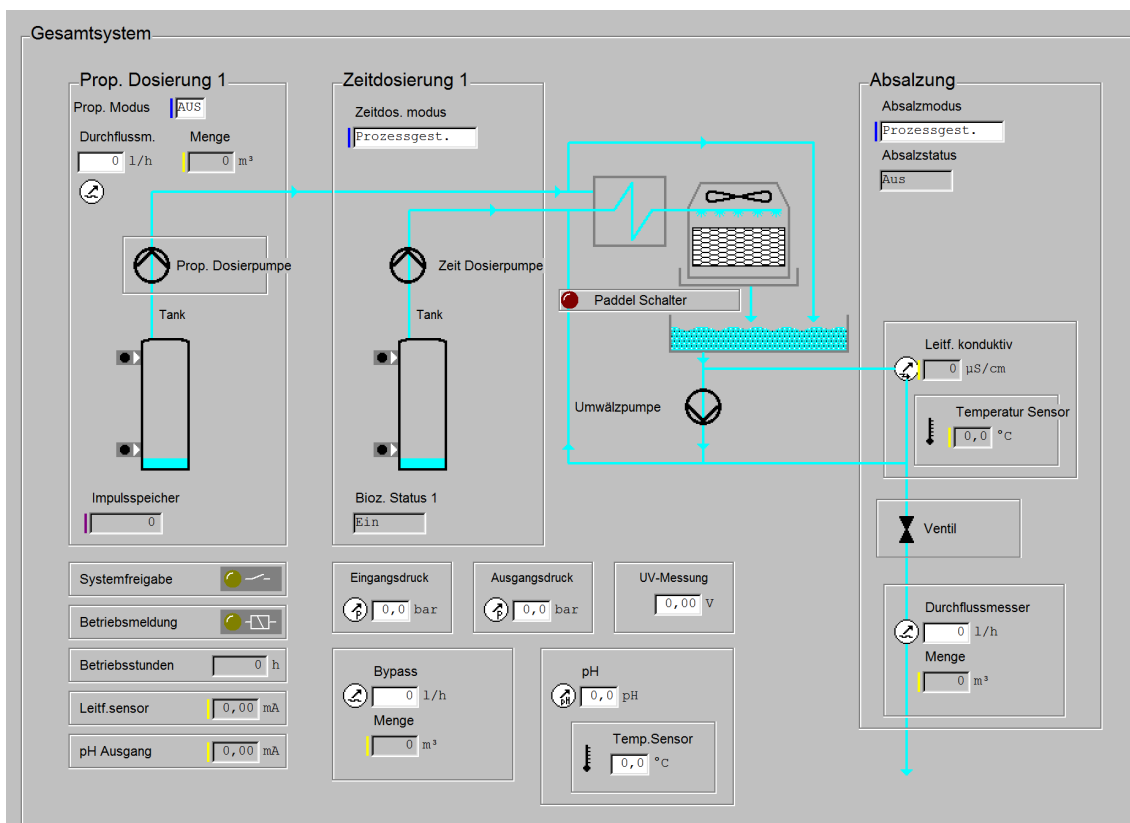 Gesamtsystem
Prop. Dosierung 1
Prop. Modus AUS
Durchflussm. Menge
0 l/h 0 m³
Prop. Dosierpumpe
Tank
Impulsspeicher
0
Zeitdosierung 1
Zeitdos. modus
Prozessgest.
Zeit Dosierpumpe
Tank
Bioz. Status 1
Ein
Paddel Schalter
Umwälzpumpe
Absalzung
Absalzmodus
Prozessgest.
Absalzstatus
Aus
Leitf. konduktiv
0 µS/cm
Temperatur Sensor
0,0 °C
Ventil
Durchflussmesser
0 l/h
Menge
0 m³
Systemfreigabe
Betriebsmeldung
Betriebsstunden 0 h
Leitf.sensor 0,00 mA
pH Ausgang 0,00 mA
Eingangsdruck
P 0,0 bar
Ausgangsdruck
P 0,0 bar
UV-Messung
0,00 V
Bypass
0 l/h
Menge
0 m³
pH
pH 0,0 pH
Temp.Sensor
0,0 °C